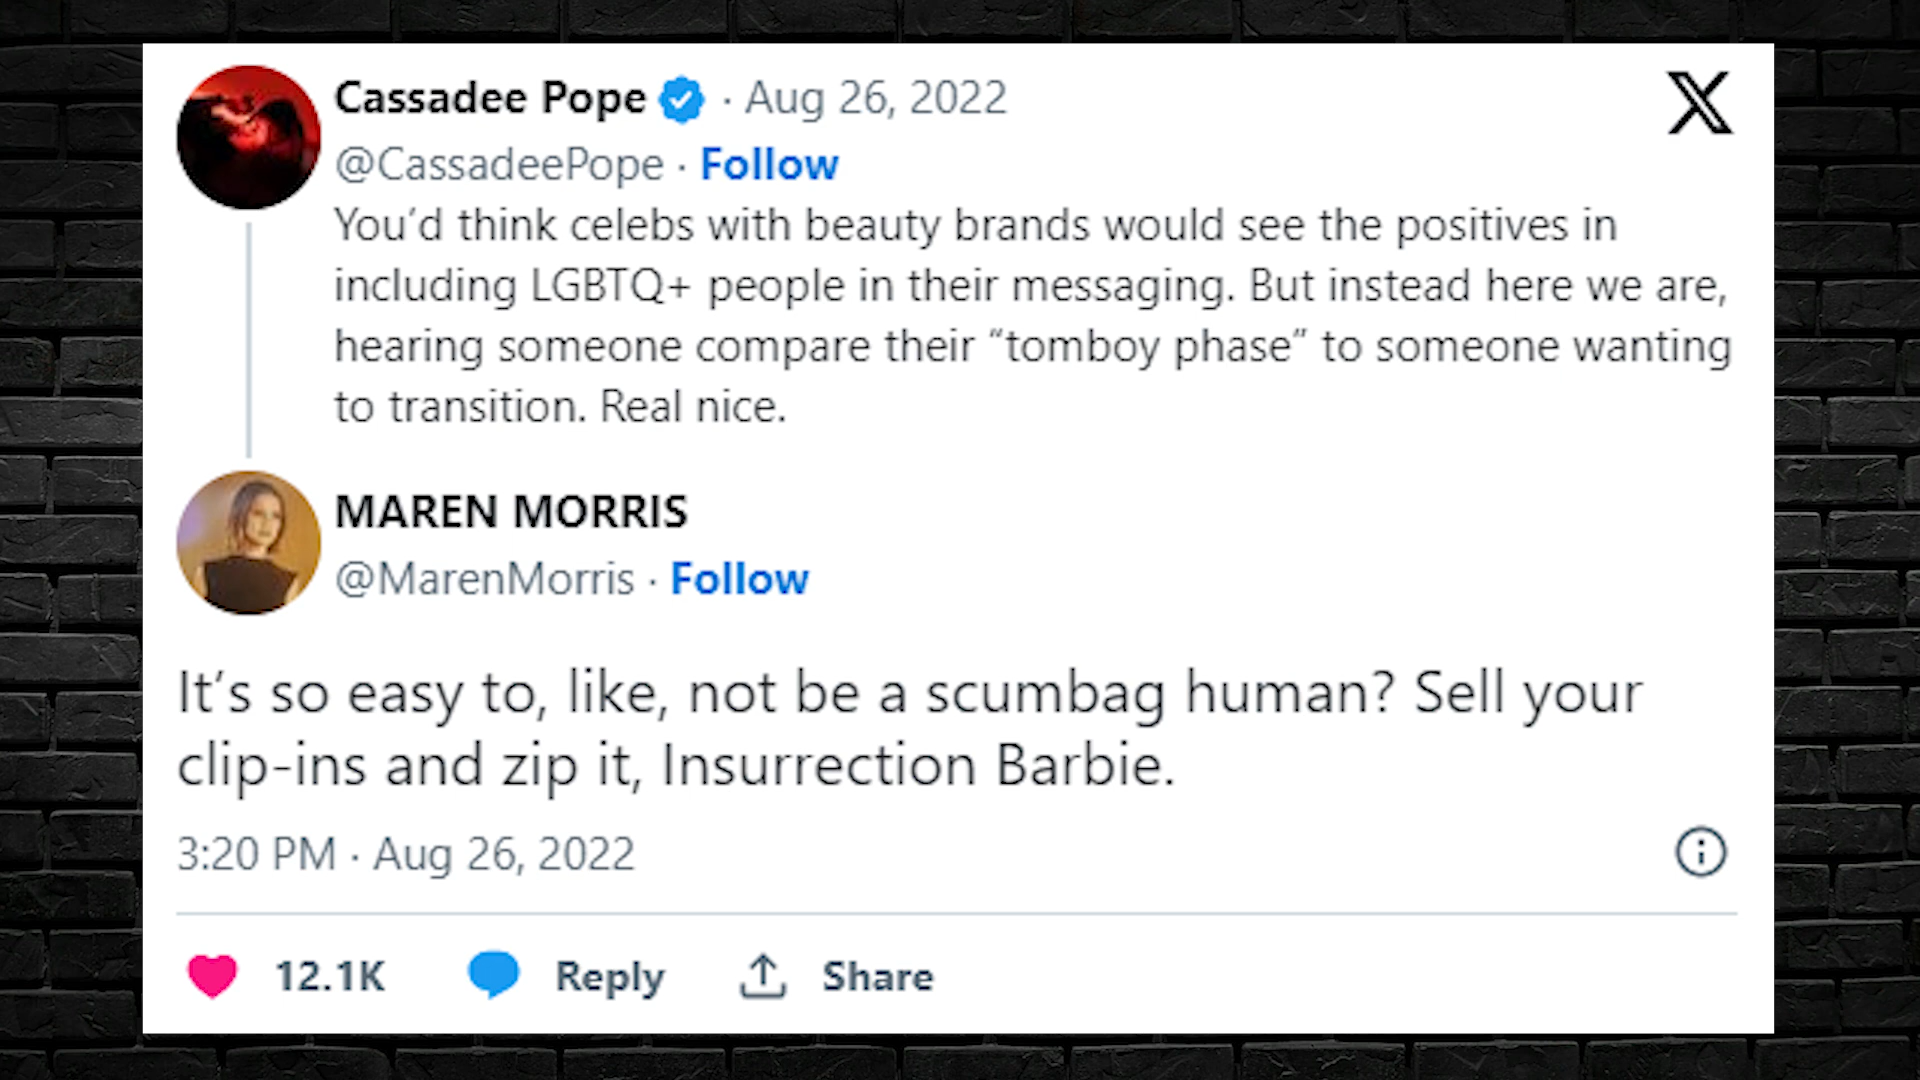 Cassadee Pope · Aug 26, 2022
@CassadeePope · Follow
You’d think celebs with beauty brands would see the positives in
including LGBTQ+ people in their messaging. But instead here we are,
hearing someone compare their “tomboy phase” to someone wanting
to transition. Real nice.
MAREN MORRIS
@MarenMorris · Follow
It’s so easy to, like, not be a scumbag human? Sell your
clip-ins and zip it, Insurrection Barbie.
3:20 PM · Aug 26, 2022
12.1K Reply Share